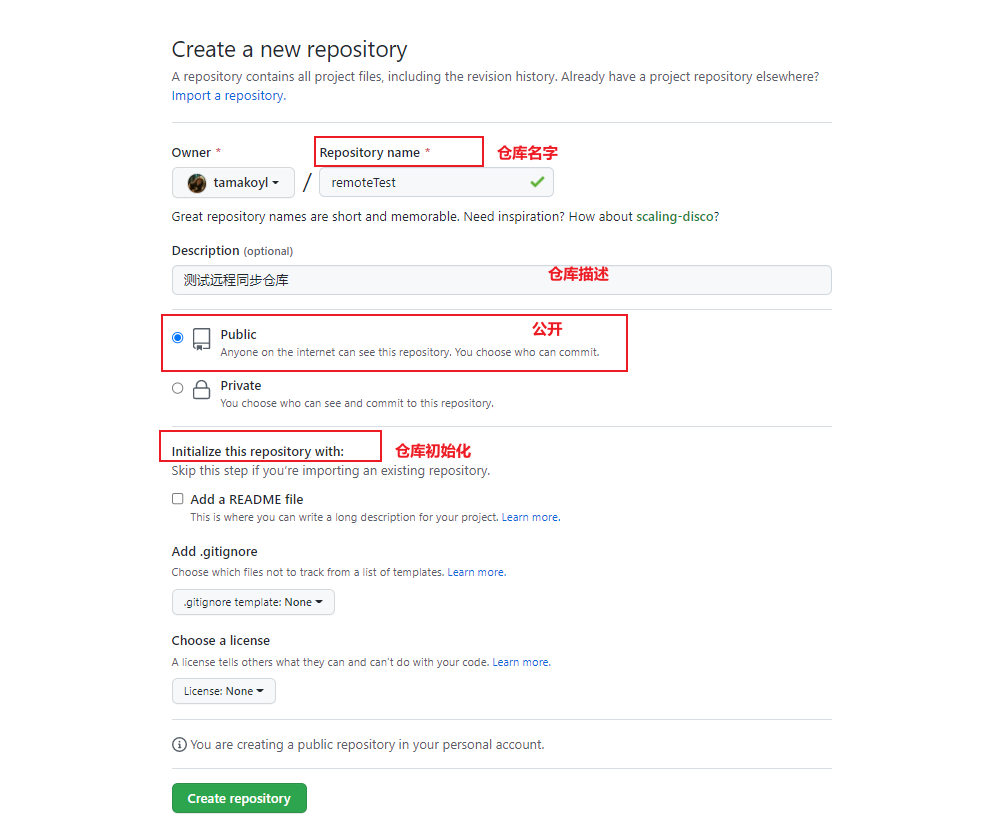 Create a new repository
A repository contains all project files, including the revision history. Already have a project repository elsewhere?
Import a repository.
Owner *
Repository name *
仓库名字
tamakoyl
/
remoteTest
Great repository names are short and memorable. Need inspiration? How about scaling-disco?
Description (optional)
测试远程同步仓库
仓库描述
Public
公开
Anyone on the internet can see this repository. You choose who can commit.
Private
You choose who can see and commit to this repository.
Initialize this repository with:
仓库初始化
Skip this step if you're importing an existing repository.
Add a README file
This is where you can write a long description for your project. Learn more.
Add .gitignore
Choose which files not to track from a list of templates. Learn more.
.gitignore template: None
Choose a license
A license tells others what they can and can't do with your code. Learn more.
License: None
You are creating a public repository in your personal account.
Create repository